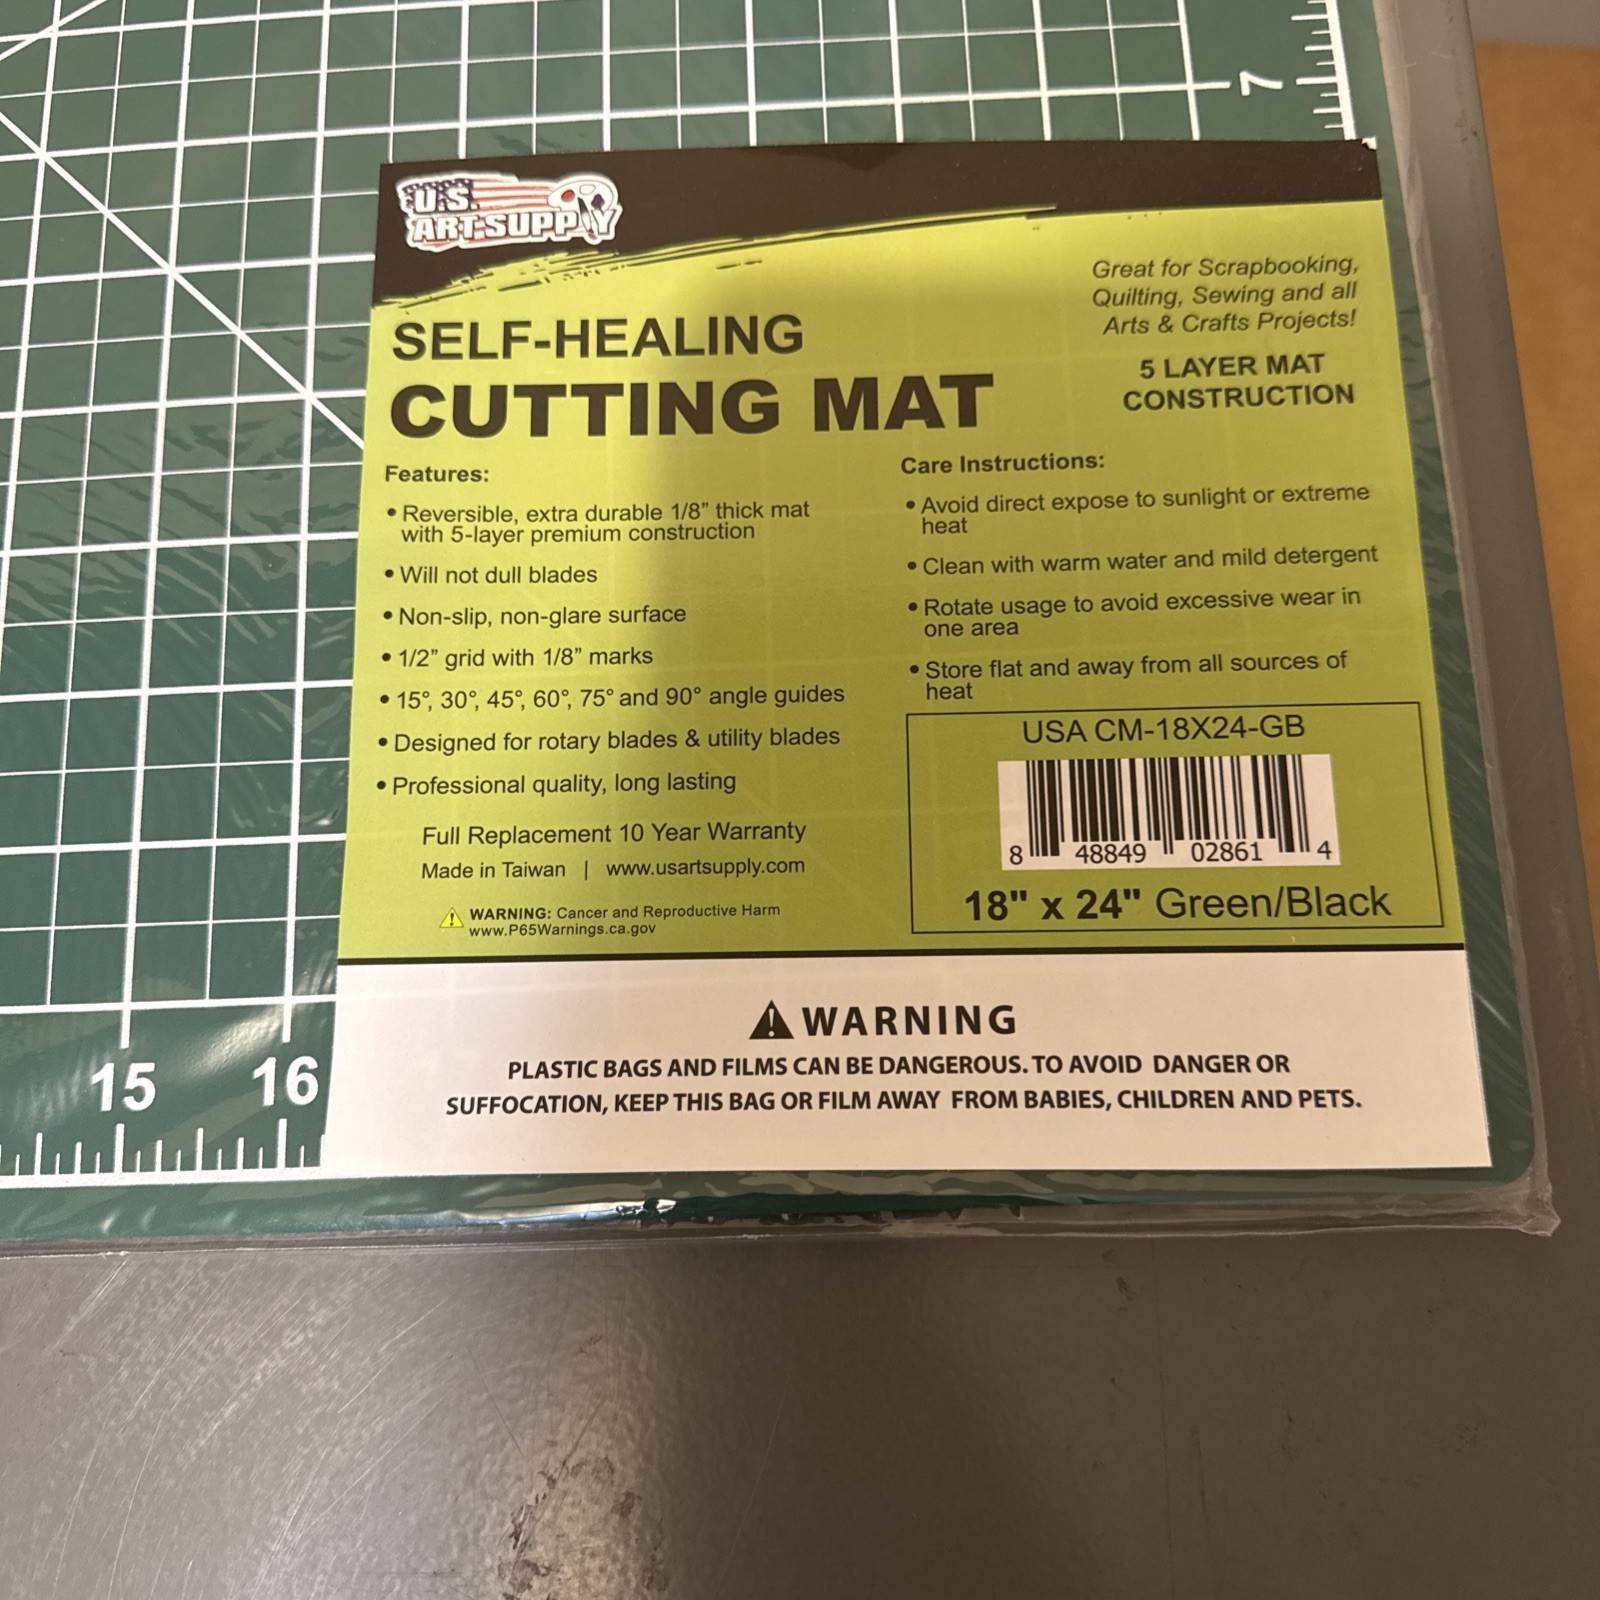 7
U.S.
ART SUPPLY
Great for Scrapbooking,
Quilting, Sewing and all
Arts & Crafts Projects!
SELF-HEALING
CUTTING MAT
5 LAYER MAT
CONSTRUCTION
Features:
• Reversible, extra durable 1/8” thick mat
with 5-layer premium construction
• Will not dull blades
• Non-slip, non-glare surface
• 1/2” grid with 1/8” marks
• 15°, 30°, 45°, 60°, 75° and 90° angle guides
• Designed for rotary blades & utility blades
• Professional quality, long lasting
Full Replacement 10 Year Warranty
Made in Taiwan | www.usartsupply.com
WARNING: Cancer and Reproductive Harm
www.P65Warnings.ca.gov
Care Instructions:
• Avoid direct expose to sunlight or extreme
heat
• Clean with warm water and mild detergent
• Rotate usage to avoid excessive wear in
one area
• Store flat and away from all sources of
heat
USA CM-18X24-GB
8 48849 02861 4
18" x 24" Green/Black
WARNING
PLASTIC BAGS AND FILMS CAN BE DANGEROUS. TO AVOID DANGER OR
SUFFOCATION, KEEP THIS BAG OR FILM AWAY FROM BABIES, CHILDREN AND PETS.
15 16